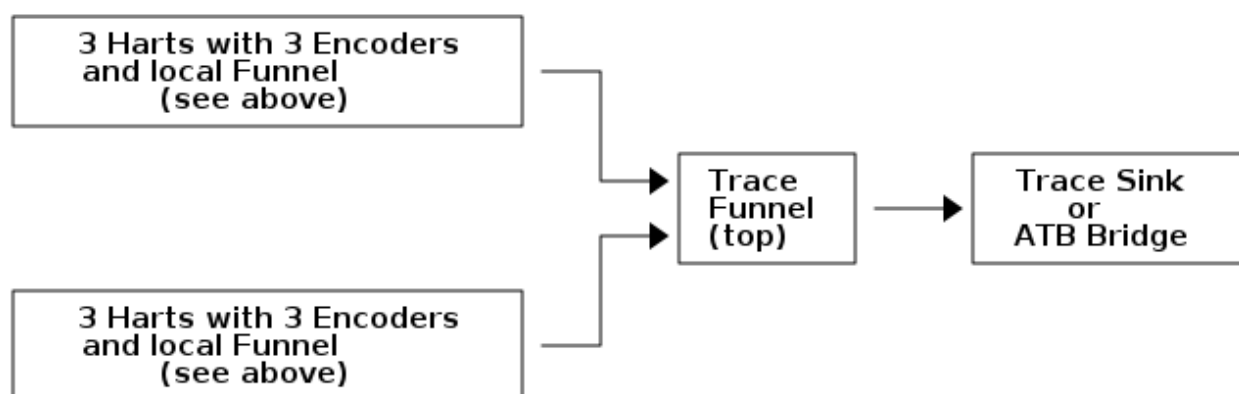 3 Harts with 3 Encoders
and local Funnel
(see above)
Trace
Funnel
(top)
Trace Sink
or
ATB Bridge
3 Harts with 3 Encoders
and local Funnel
(see above)